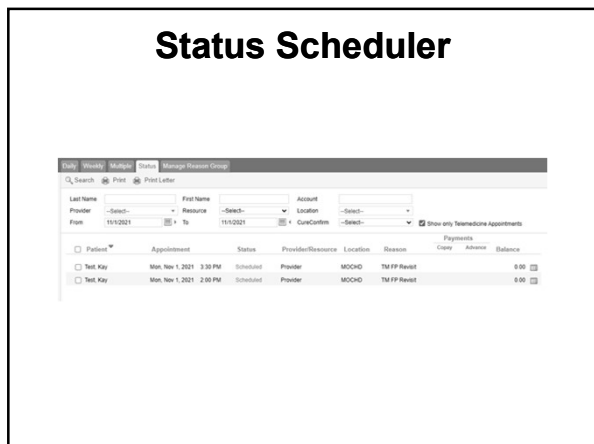 Status Scheduler
Daily Weekly Multiple Status Manage Reason Group
Search Print Print Letter
Last Name First Name Account
Provider --Select-- Resource --Select-- Location --Select--
From 11/1/2021 To 11/1/2021 CureConfirm --Select-- Show only Telemedicine Appointments
Payments
Patient Appointment Status Provider/Resource Location Reason Copay Advance Balance
Test, Kay Mon, Nov 1, 2021 3:30 PM Scheduled Provider MOCHD TM FP Revisit 0.00
Test, Kay Mon, Nov 1, 2021 2:00 PM Scheduled Provider MOCHD TM FP Revisit 0.00